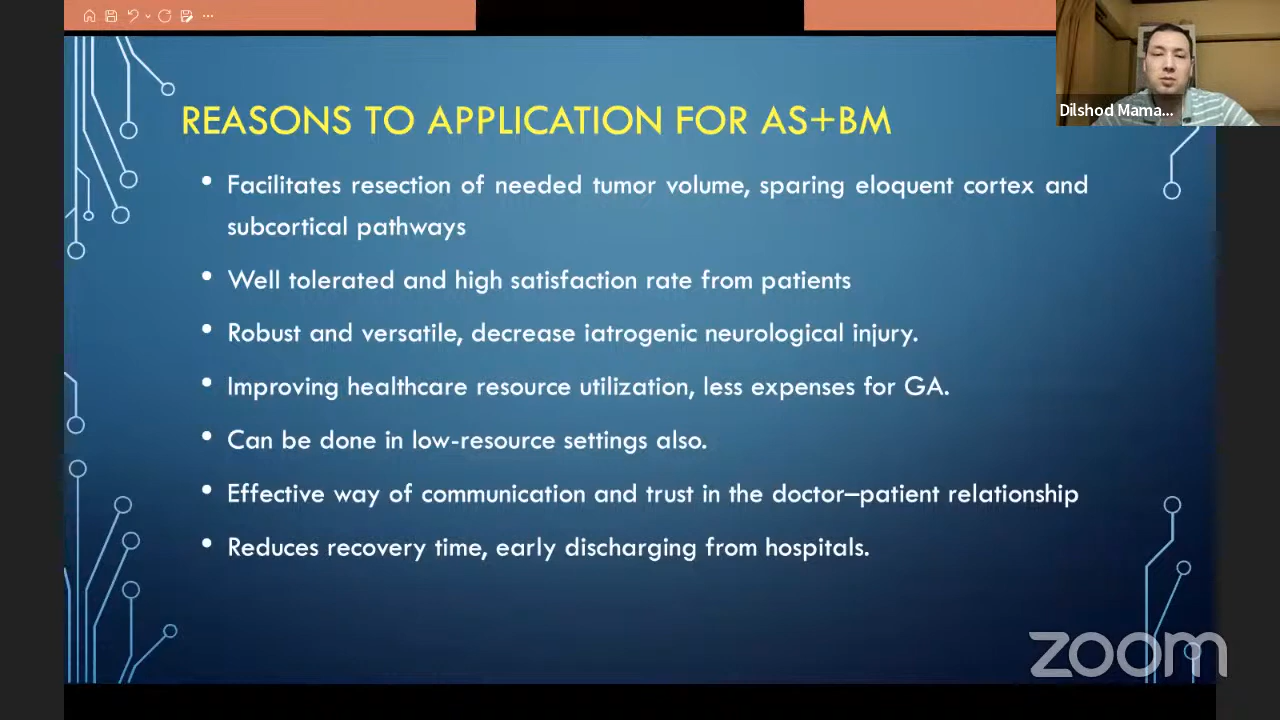 REASONS TO APPLICATION FOR AS+BM
Dilshod Mama...
• Facilitates resection of needed tumor volume, sparing eloquent cortex and
subcortical pathways
• Well tolerated and high satisfaction rate from patients
• Robust and versatile, decrease iatrogenic neurological injury.
• Improving healthcare resource utilization, less expenses for GA.
• Can be done in low-resource settings also.
• Effective way of communication and trust in the doctor–patient relationship
• Reduces recovery time, early discharging from hospitals.
zoom